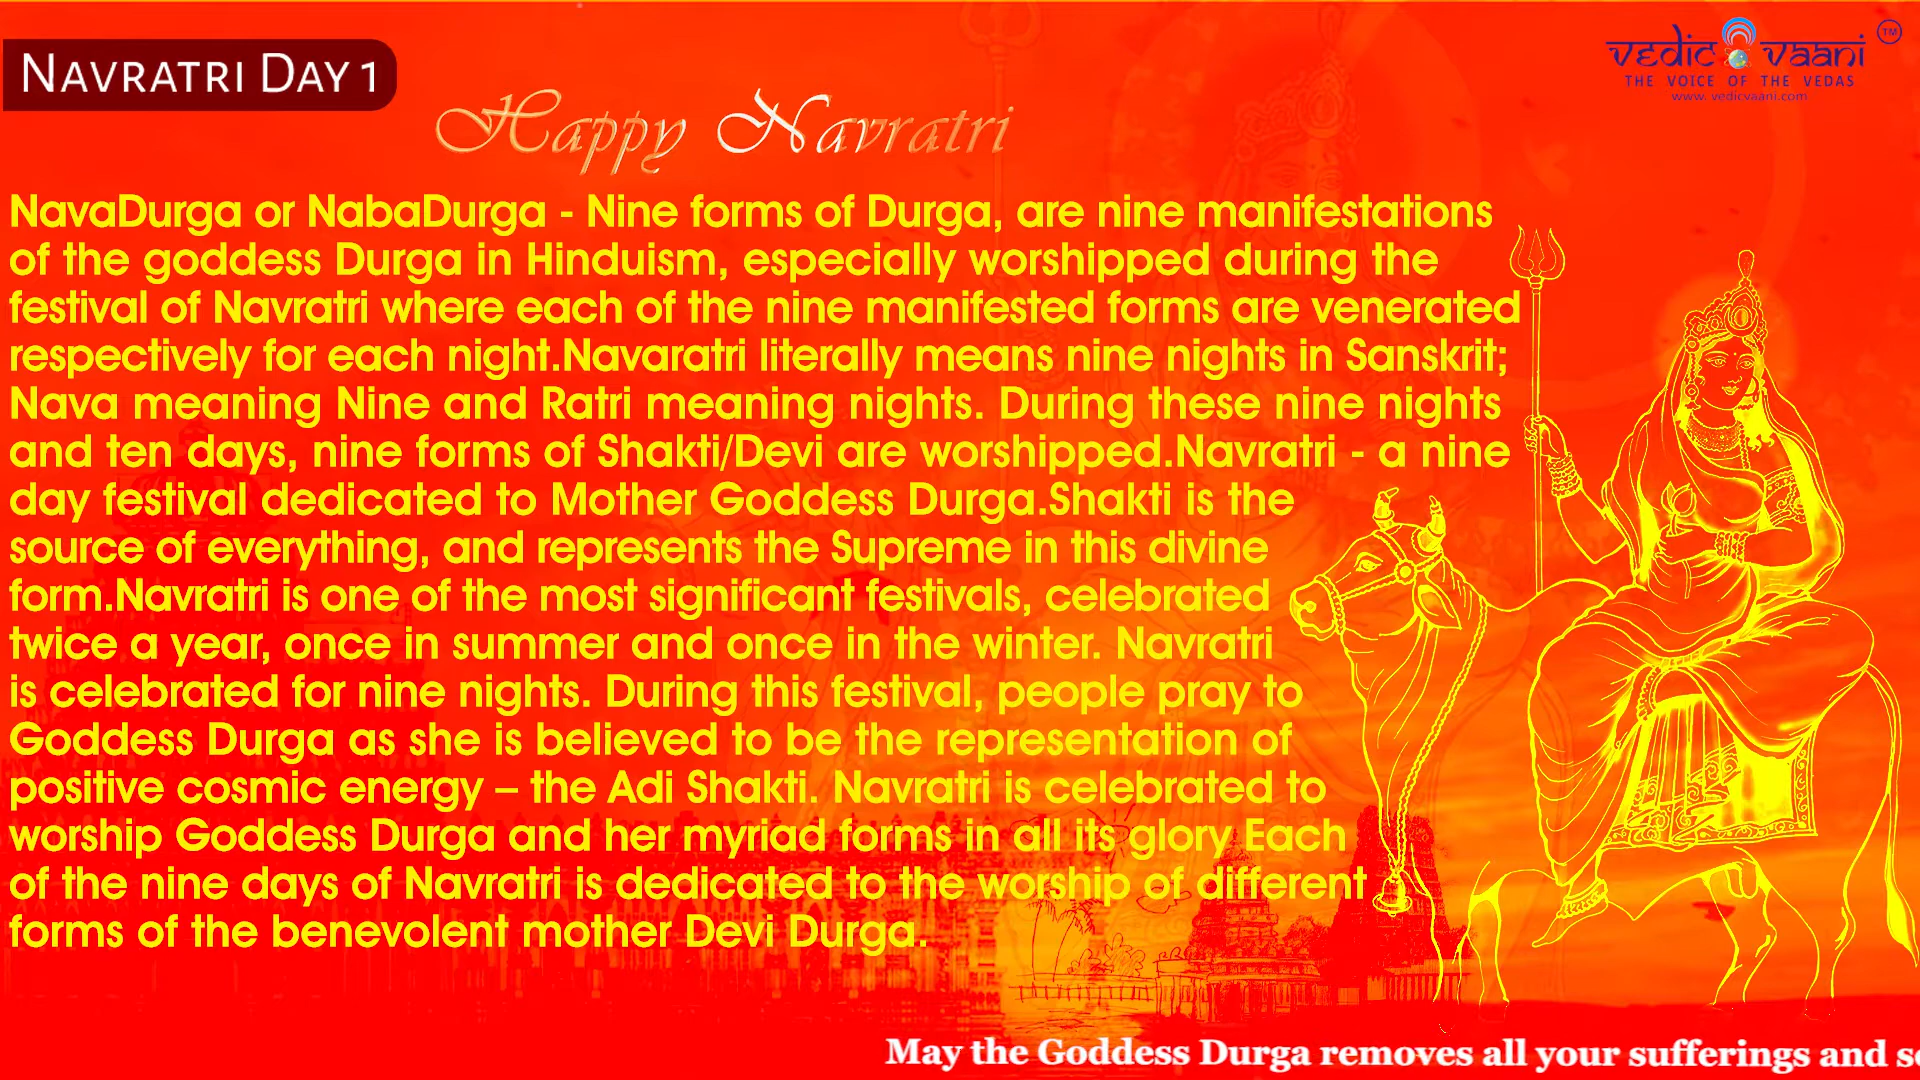 NAVRATRI DAY 1
vedic vaani TM
THE VOICE OF THE VEDAS
www.vedicvaani.com
Happy Navratri
NavaDurga or NabaDurga - Nine forms of Durga, are nine manifestations
of the goddess Durga in Hinduism, especially worshipped during the
festival of Navratri where each of the nine manifested forms are venerated
respectively for each night.Navaratri literally means nine nights in Sanskrit;
Nava meaning Nine and Ratri meaning nights. During these nine nights
and ten days, nine forms of Shakti/Devi are worshipped.Navratri - a nine
day festival dedicated to Mother Goddess Durga.Shakti is the
source of everything, and represents the Supreme in this divine
form.Navratri is one of the most significant festivals, celebrated
twice a year, once in summer and once in the winter. Navratri
is celebrated for nine nights. During this festival, people pray to
Goddess Durga as she is believed to be the representation of
positive cosmic energy – the Adi Shakti. Navratri is celebrated to
worship Goddess Durga and her myriad forms in all its glory Each
of the nine days of Navratri is dedicated to the worship of different
forms of the benevolent mother Devi Durga.
May the Goddess Durga removes all your sufferings and